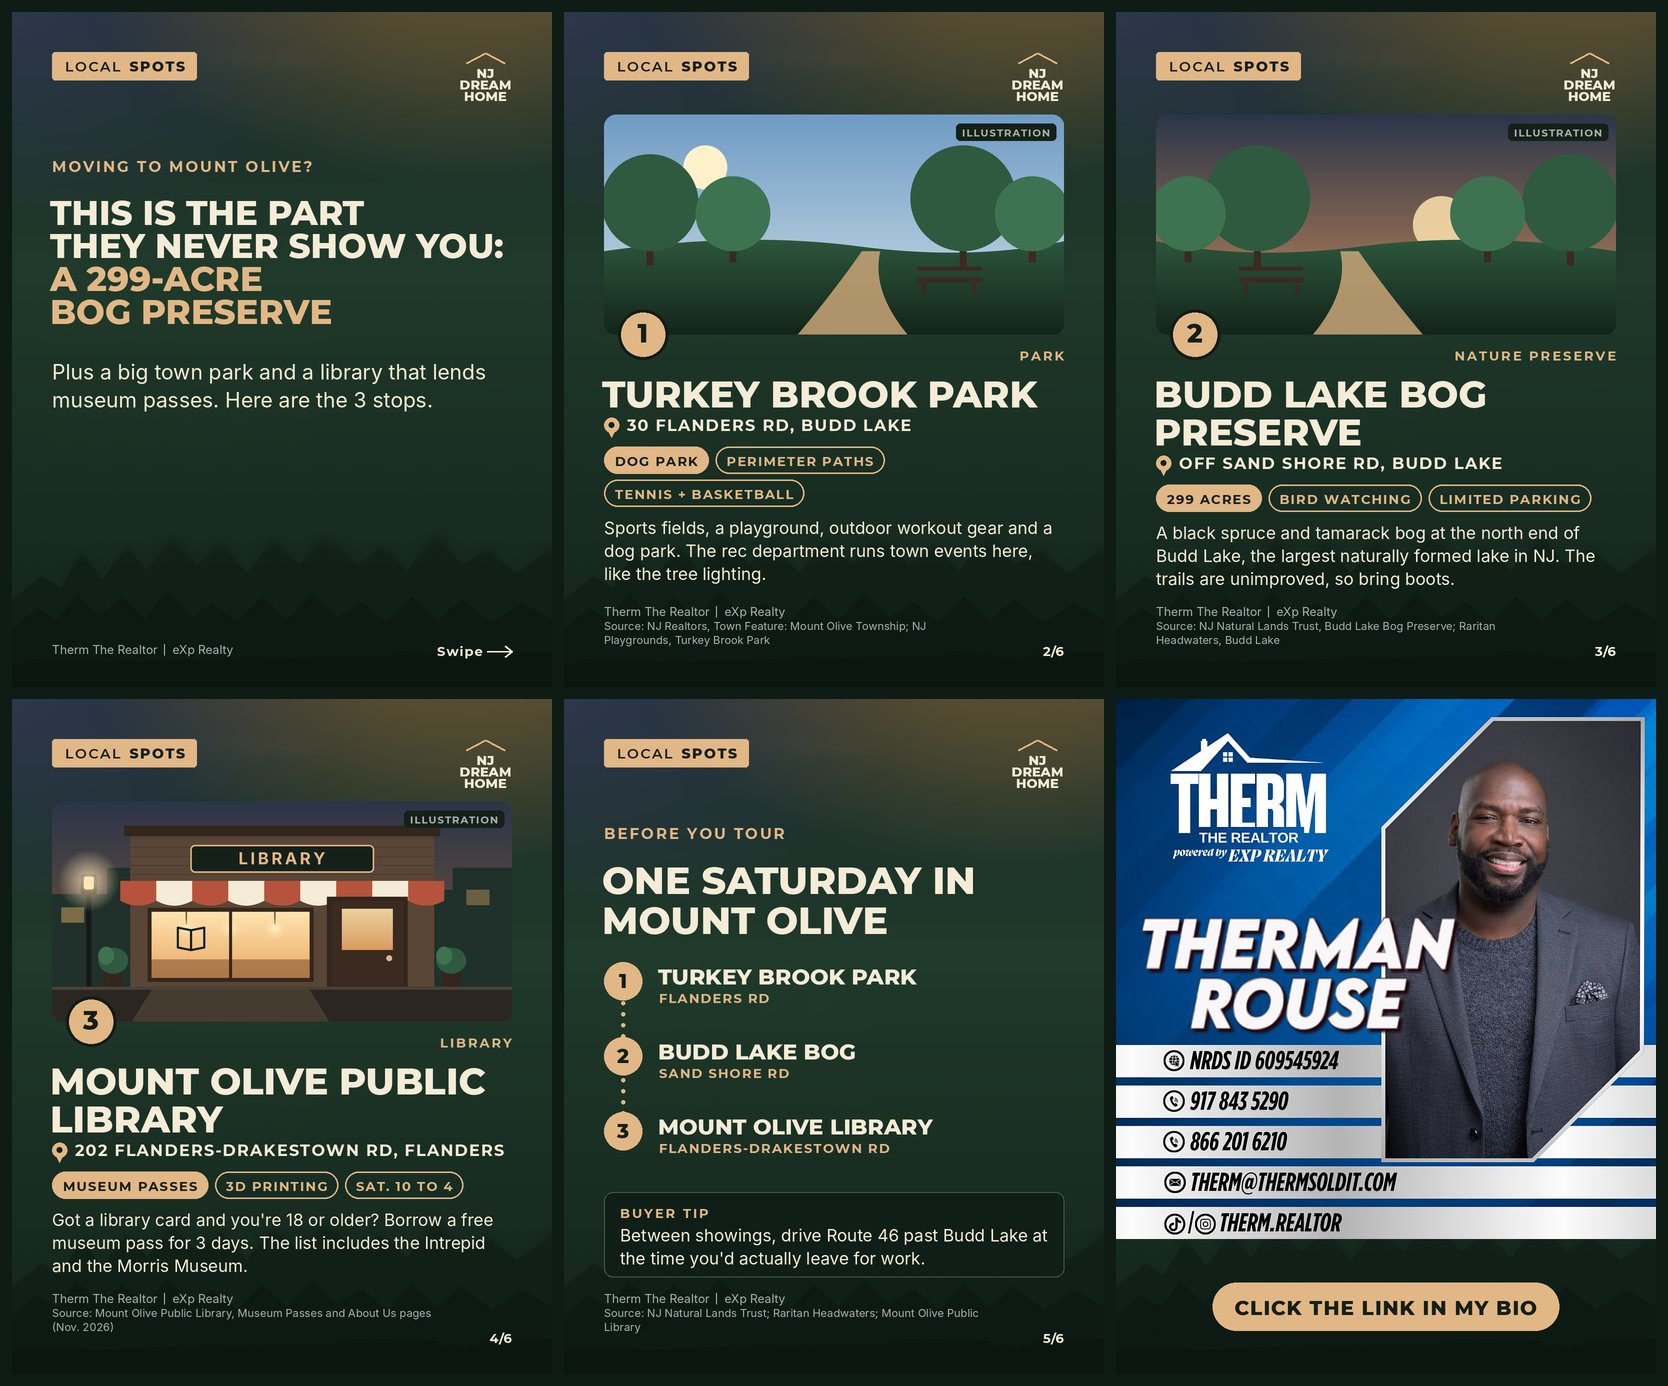 LOCAL SPOTS
NJ
DREAM
HOME
MOVING TO MOUNT OLIVE?
THIS IS THE PART
THEY NEVER SHOW YOU:
A 299-ACRE
BOG PRESERVE
Plus a big town park and a library that lends
museum passes. Here are the 3 stops.
Therm The Realtor | eXp Realty
Swipe
LOCAL SPOTS
NJ
DREAM
HOME
ILLUSTRATION
1
PARK
TURKEY BROOK PARK
30 FLANDERS RD, BUDD LAKE
DOG PARK
PERIMETER PATHS
TENNIS + BASKETBALL
Sports fields, a playground, outdoor workout gear and a
dog park. The rec department runs town events here,
like the tree lighting.
Therm The Realtor | eXp Realty
Source: NJ Realtors, Town Feature: Mount Olive Township; NJ
Playgrounds, Turkey Brook Park
2/6
LOCAL SPOTS
NJ
DREAM
HOME
ILLUSTRATION
2
NATURE PRESERVE
BUDD LAKE BOG
PRESERVE
OFF SAND SHORE RD, BUDD LAKE
299 ACRES
BIRD WATCHING
LIMITED PARKING
A black spruce and tamarack bog at the north end of
Budd Lake, the largest naturally formed lake in NJ. The
trails are unimproved, so bring boots.
Therm The Realtor | eXp Realty
Source: NJ Natural Lands Trust, Budd Lake Bog Preserve; Raritan
Headwaters, Budd Lake
3/6
LOCAL SPOTS
NJ
DREAM
HOME
ILLUSTRATION
LIBRARY
3
LIBRARY
MOUNT OLIVE PUBLIC
LIBRARY
202 FLANDERS-DRAKESTOWN RD, FLANDERS
MUSEUM PASSES
3D PRINTING
SAT. 10 TO 4
Got a library card and you're 18 or older? Borrow a free
museum pass for 3 days. The list includes the Intrepid
and the Morris Museum.
Therm The Realtor | eXp Realty
Source: Mount Olive Public Library, Museum Passes and About Us pages
(Nov. 2026)
4/6
LOCAL SPOTS
NJ
DREAM
HOME
BEFORE YOU TOUR
ONE SATURDAY IN
MOUNT OLIVE
1
TURKEY BROOK PARK
FLANDERS RD
2
BUDD LAKE BOG
SAND SHORE RD
3
MOUNT OLIVE LIBRARY
FLANDERS-DRAKESTOWN RD
BUYER TIP
Between showings, drive Route 46 past Budd Lake at
the time you'd actually leave for work.
Therm The Realtor | eXp Realty
Source: NJ Natural Lands Trust; Raritan Headwaters; Mount Olive Public
Library
5/6
THERM
THE REALTOR
powered by EXP REALTY
THERMAN
ROUSE
NRDS ID 609545924
917 843 5290
866 201 6210
THERM@THERMSOLDIT.COM
/ THERM.REALTOR
CLICK THE LINK IN MY BIO